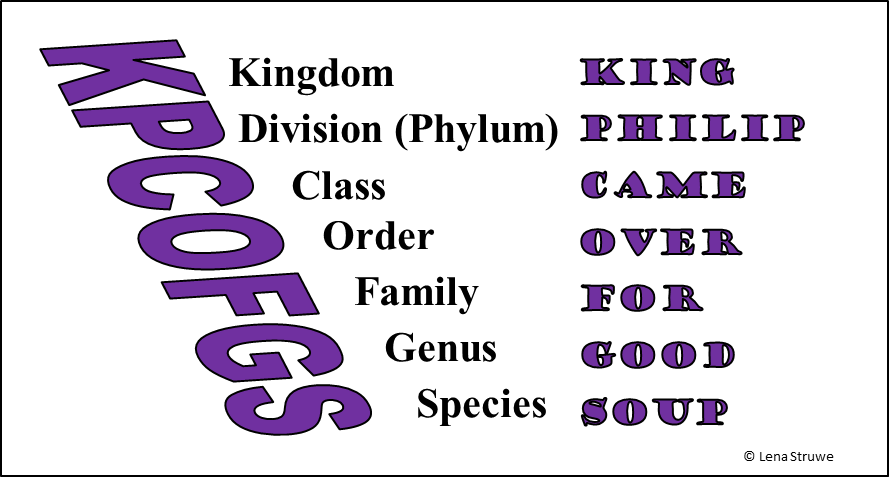 KPCOFGS
Kingdom KING
Division (Phylum) PHILIP
Class CAME
Order OVER
Family FOR
Genus GOOD
Species SOUP
© Lena Struwe